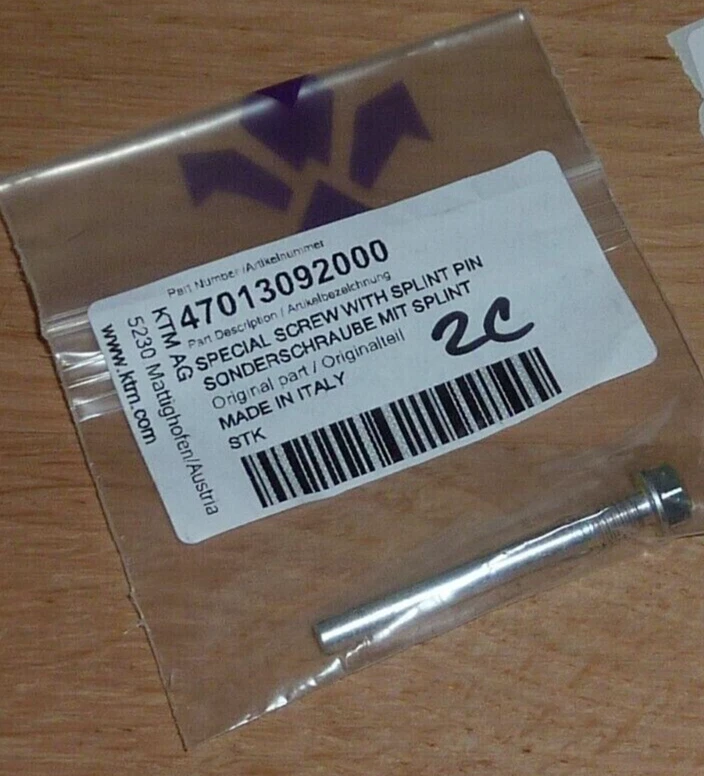 Part Number /Artikelnummer
47013092000
Part Description / Artikelbezeichnung
SPECIAL SCREW WITH SPLINT PIN
SONDERSCHRAUBE MIT SPLINT
Original part / Originalteil
MADE IN ITALY
STK
2C
KTM AG
5230 Mattighofen/Austria
www.ktm.com